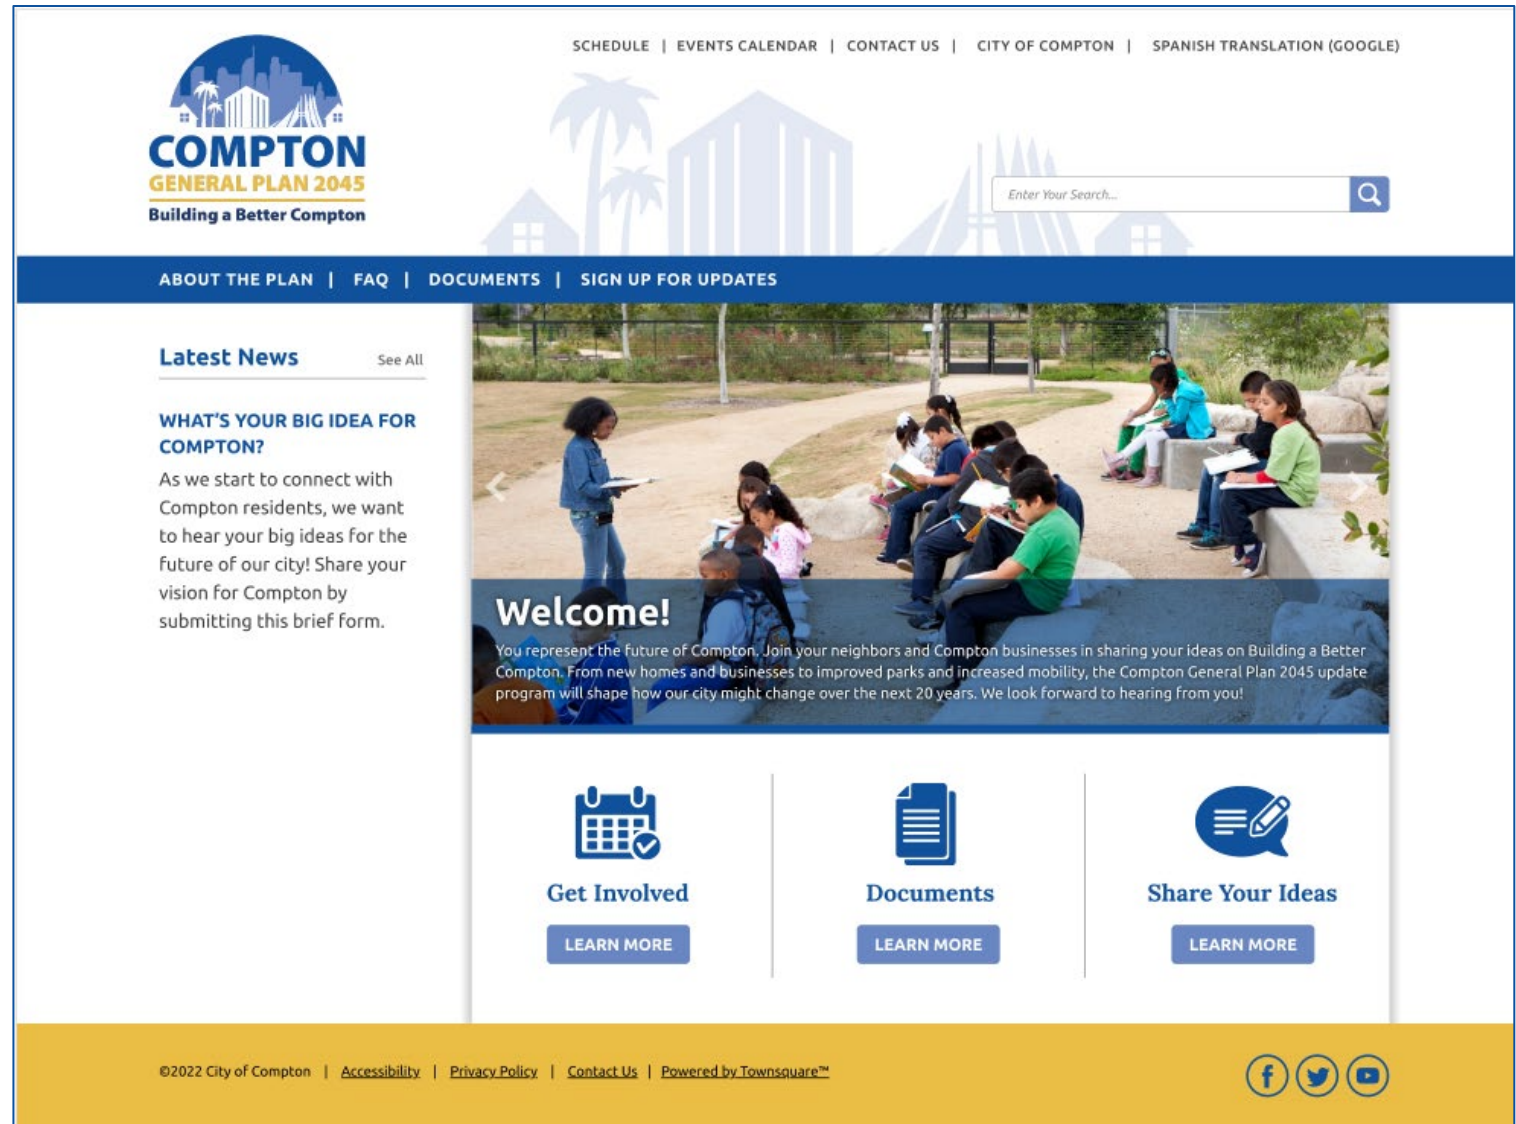 SCHEDULE | EVENTS CALENDAR | CONTACT US | CITY OF COMPTON | SPANISH TRANSLATION (GOOGLE)
COMPTON
GENERAL PLAN 2045
Building a Better Compton
Enter Your Search...
ABOUT THE PLAN | FAQ | DOCUMENTS | SIGN UP FOR UPDATES
Latest News
See All
WHAT'S YOUR BIG IDEA FOR
COMPTON?
As we start to connect with
Compton residents, we want
to hear your big ideas for the
future of our city! Share your
vision for Compton by
submitting this brief form.
Welcome!
You represent the future of Compton. Join your neighbors and Compton businesses in sharing your ideas on Building a Better
Compton. From new homes and businesses to improved parks and increased mobility, the Compton General Plan 2045 update
program will shape how our city might change over the next 20 years. We look forward to hearing from you!
Get Involved
LEARN MORE
Documents
LEARN MORE
Share Your Ideas
LEARN MORE
©2022 City of Compton | Accessibility | Privacy Policy | Contact Us | Powered by Townsquare™